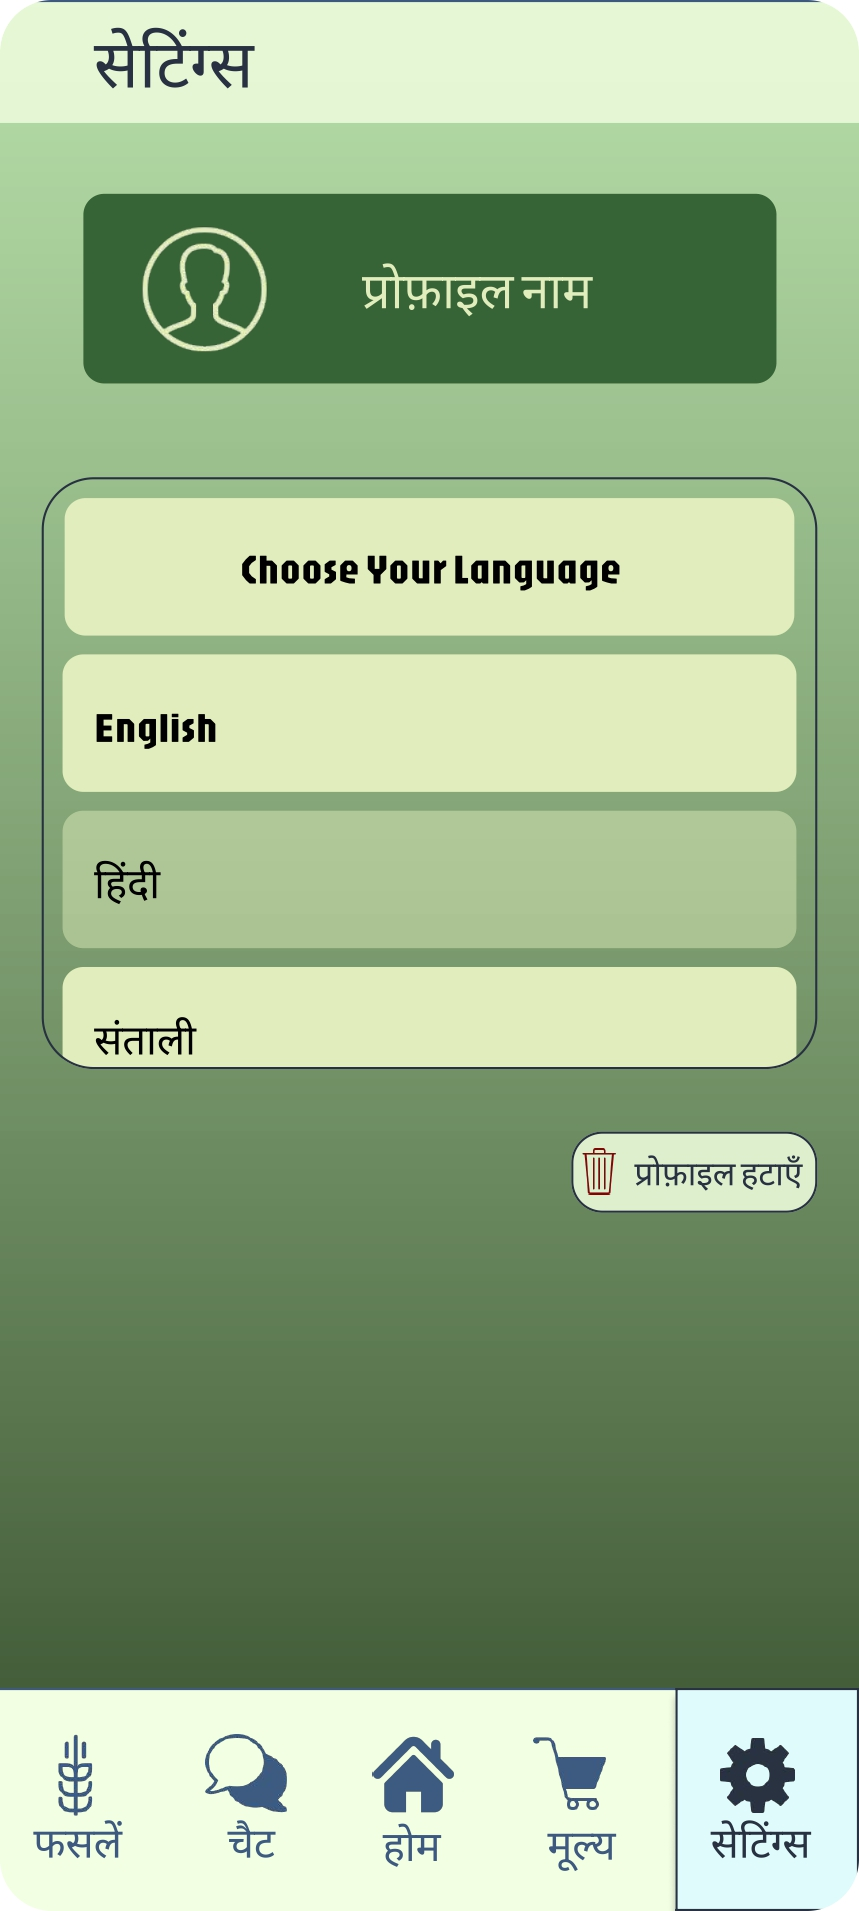 सेटिंग्स
प्रोफ़ाइल नाम
Choose Your Language
English
हिंदी
संताली
प्रोफ़ाइल हटाएँ
फसलें
चैट
होम
मूल्य
सेटिंग्स